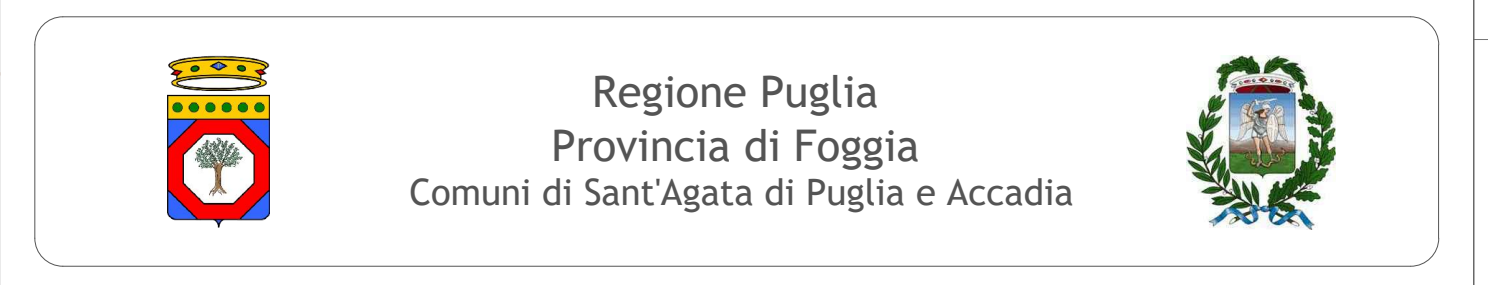 Regione Puglia
Provincia di Foggia
Comuni di Sant'Agata di Puglia e Accadia